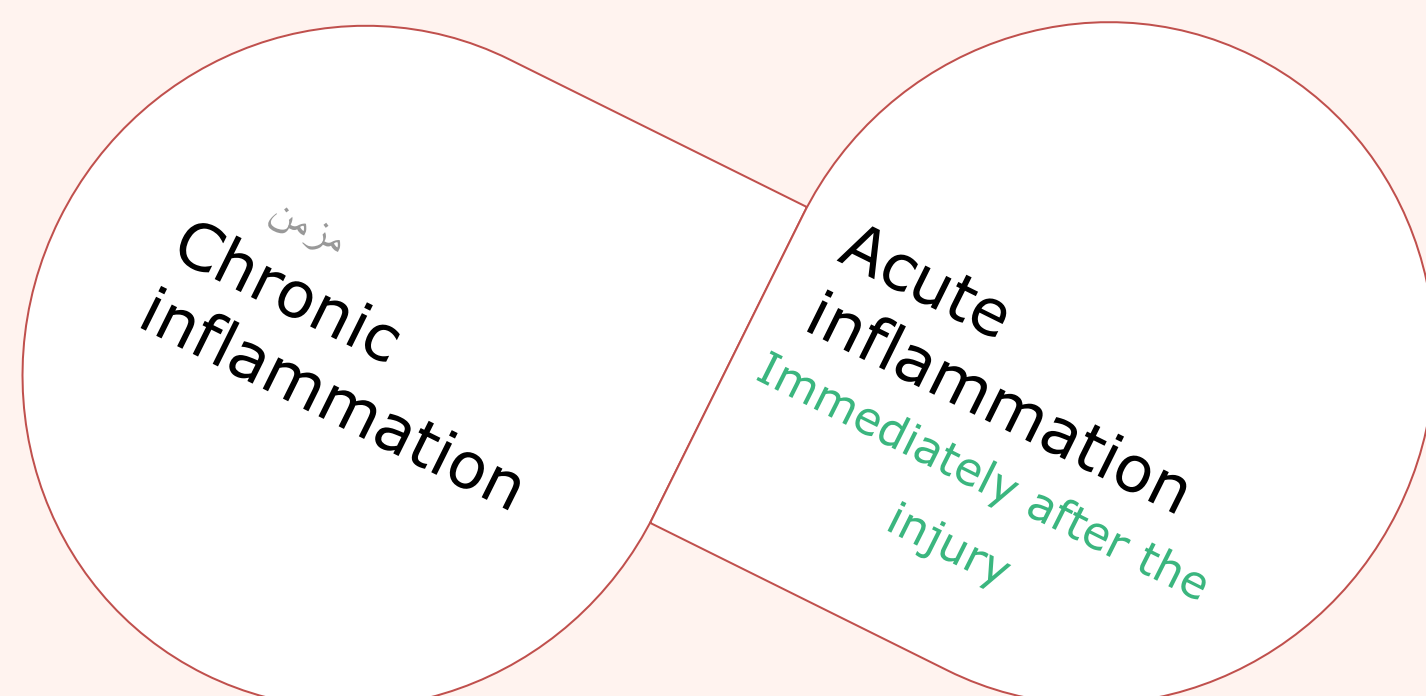 مزمن
Chronic
inflammation
Acute
inflammation
Immediately after the
injury